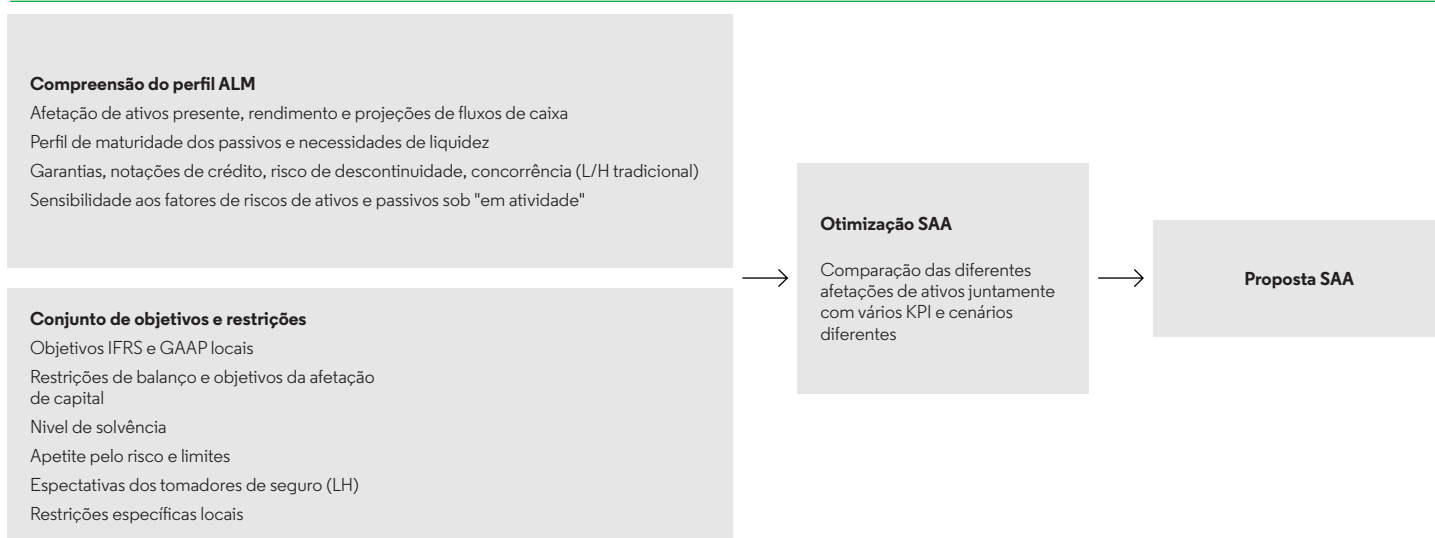 Compreensão do perfil ALM
Afetação de ativos presente, rendimento e projeções de fluxos de caixa
Perfil de maturidade dos passivos e necessidades de liquidez
Garantias, notações de crédito, risco de descontinuidade, concorrência (L/H tradicional)
Sensibilidade aos fatores de riscos de ativos e passivos sob "em atividade"
Conjunto de objetivos e restrições
Objetivos IFRS e GAAP locais
Restrições de balanço e objetivos da afetação
de capital
Nivel de solvência
Apetite pelo risco e limites
Espectativas dos tomadores de seguro (LH)
Restrições específicas locais
Otimização SAA
Comparação das diferentes
afetações de ativos juntamente
com vários KPI e cenários
diferentes
Proposta SAA